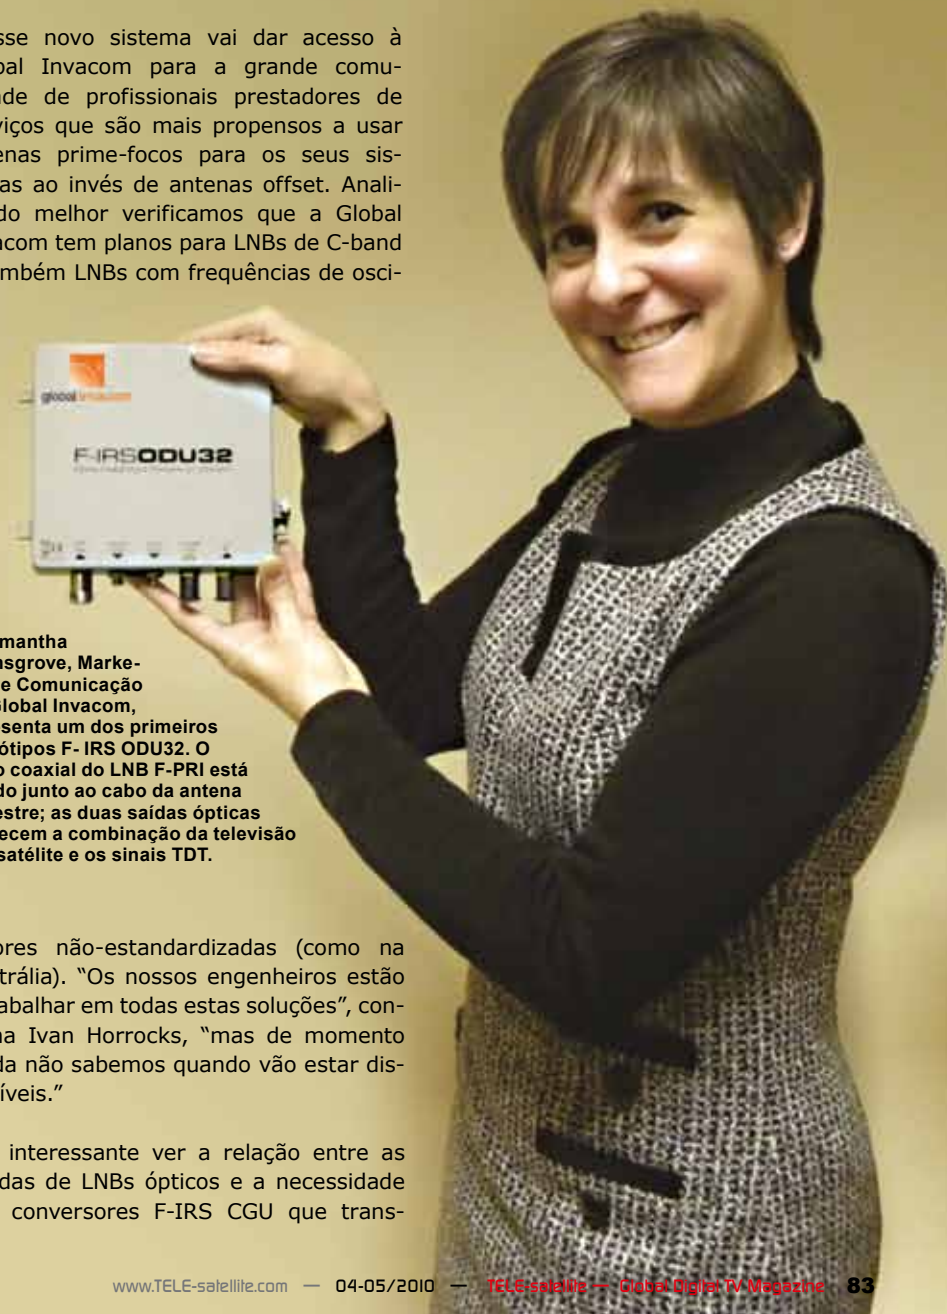 sse novo sistema vai dar acesso à
bal Invacom para a grande comu-
de de profissionais prestadores de
viços que são mais propensos a usar
enas prime-focos para os seus sis-
as ao invés de antenas offset. Anali-
do melhor verificamos que a Global
acom tem planos para LNBs de C-band
mbém LNBs com frequências de osci-
global invacom
F-IRSODU32
mantha
nsgrove, Marke-
e Comunicação
Global Invacom,
esenta um dos primeiros
ótipos F- IRS ODU32. O
o coaxial do LNB F-PRI está
do junto ao cabo da antena
estre; as duas saídas ópticas
ecem a combinação da televisão
satélite e os sinais TDT.
ores não-estandardizadas (como na
trália). “Os nossos engenheiros estão
abalhar em todas estas soluções”, con-
na Ivan Horrocks, “mas de momento
da não sabemos quando vão estar dis-
íveis.”
interessante ver a relação entre as
das de LNBs ópticos e a necessidade
conversores F-IRS CGU que trans-
www.TELE-satellite.com — 04-05/2010 — TELE-satellite — Global Digital TV Magazine 83